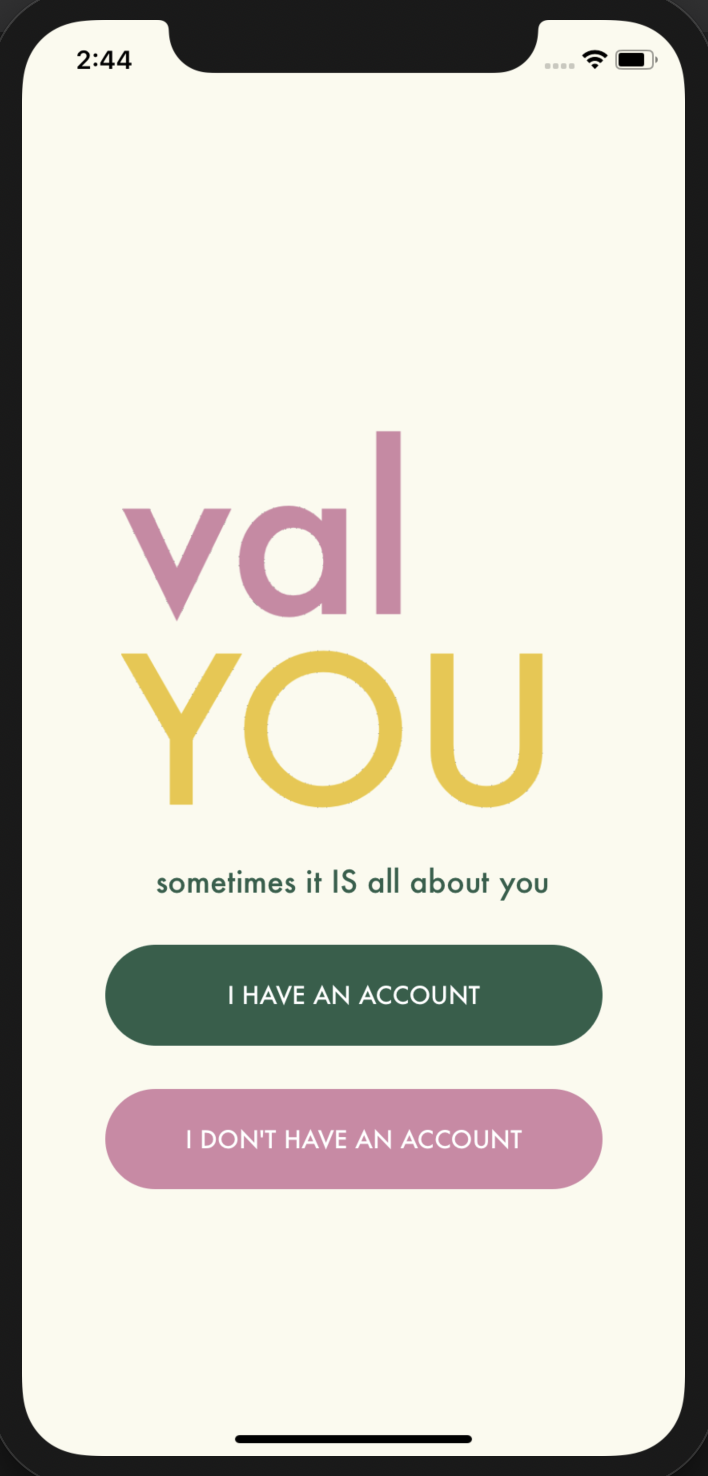 2:44
val
YOU
sometimes it IS all about you
I HAVE AN ACCOUNT
I DON'T HAVE AN ACCOUNT